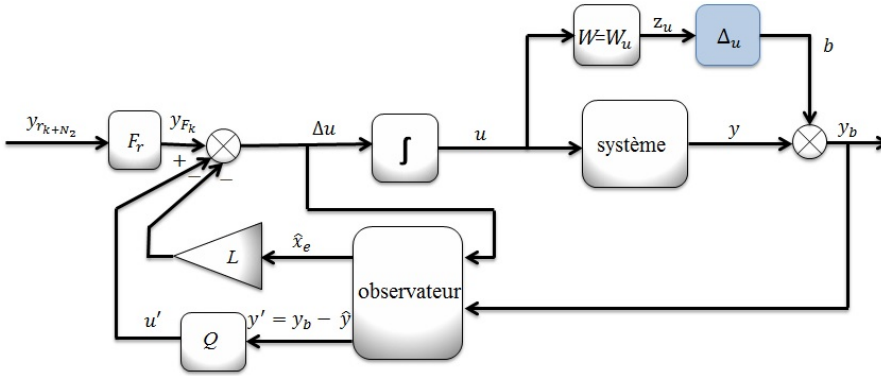 W=W_u
z_u
Δ_u
b
y_{r_{k+N_2}}
F_r
y_{F_k}
+
−
−
Δu
∫
u
système
y
y_b
L
x̂_e
observateur
u'
Q
y' = y_b − ŷ